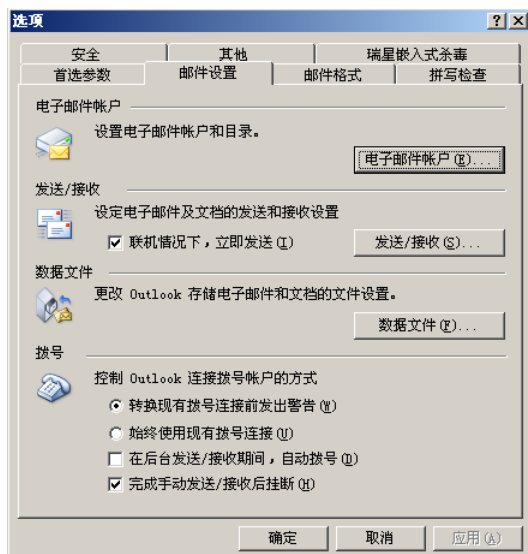 选项
安全 其他 瑞星嵌入式杀毒
首选参数 邮件设置 邮件格式 拼写检查
电子邮件帐户
设置电子邮件帐户和目录。
电子邮件帐户(E)...
发送/接收
设定电子邮件及文档的发送和接收设置
联机情况下，立即发送(I) 发送/接收(S)...
数据文件
更改 Outlook 存储电子邮件和文档的文件设置。
数据文件(F)...
拨号
控制 Outlook 连接拨号帐户的方式
转换现有拨号连接前发出警告(W)
始终使用现有拨号连接(U)
在后台发送/接收期间，自动拨号(D)
完成手动发送/接收后挂断(H)
确定 取消 应用(A)